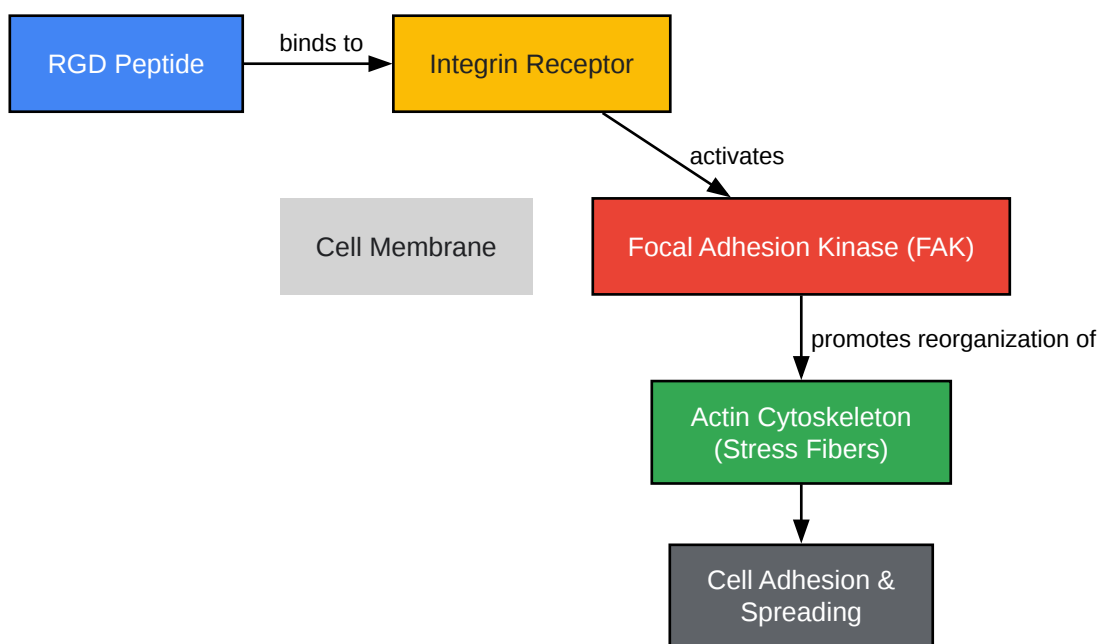 RGD Peptide
binds to
Integrin Receptor
activates
Cell Membrane
Focal Adhesion Kinase (FAK)
promotes reorganization of
Actin Cytoskeleton
(Stress Fibers)
Cell Adhesion &
Spreading